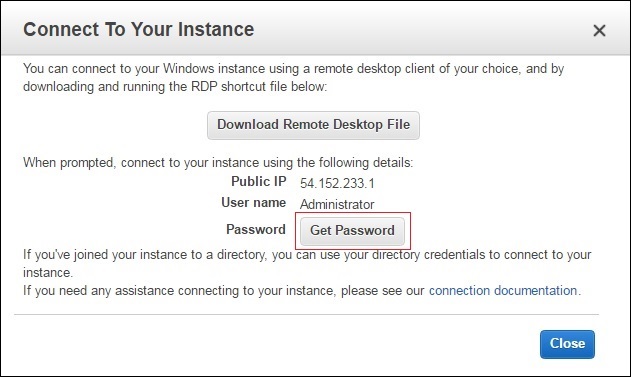 Connect To Your Instance
You can connect to your Windows instance using a remote desktop client of your choice, and by
downloading and running the RDP shortcut file below:
Download Remote Desktop File
When prompted, connect to your instance using the following details:
Public IP 54.152.233.1
User name Administrator
Password Get Password
If you've joined your instance to a directory, you can use your directory credentials to connect to your
instance.
If you need any assistance connecting to your instance, please see our connection documentation.
Close